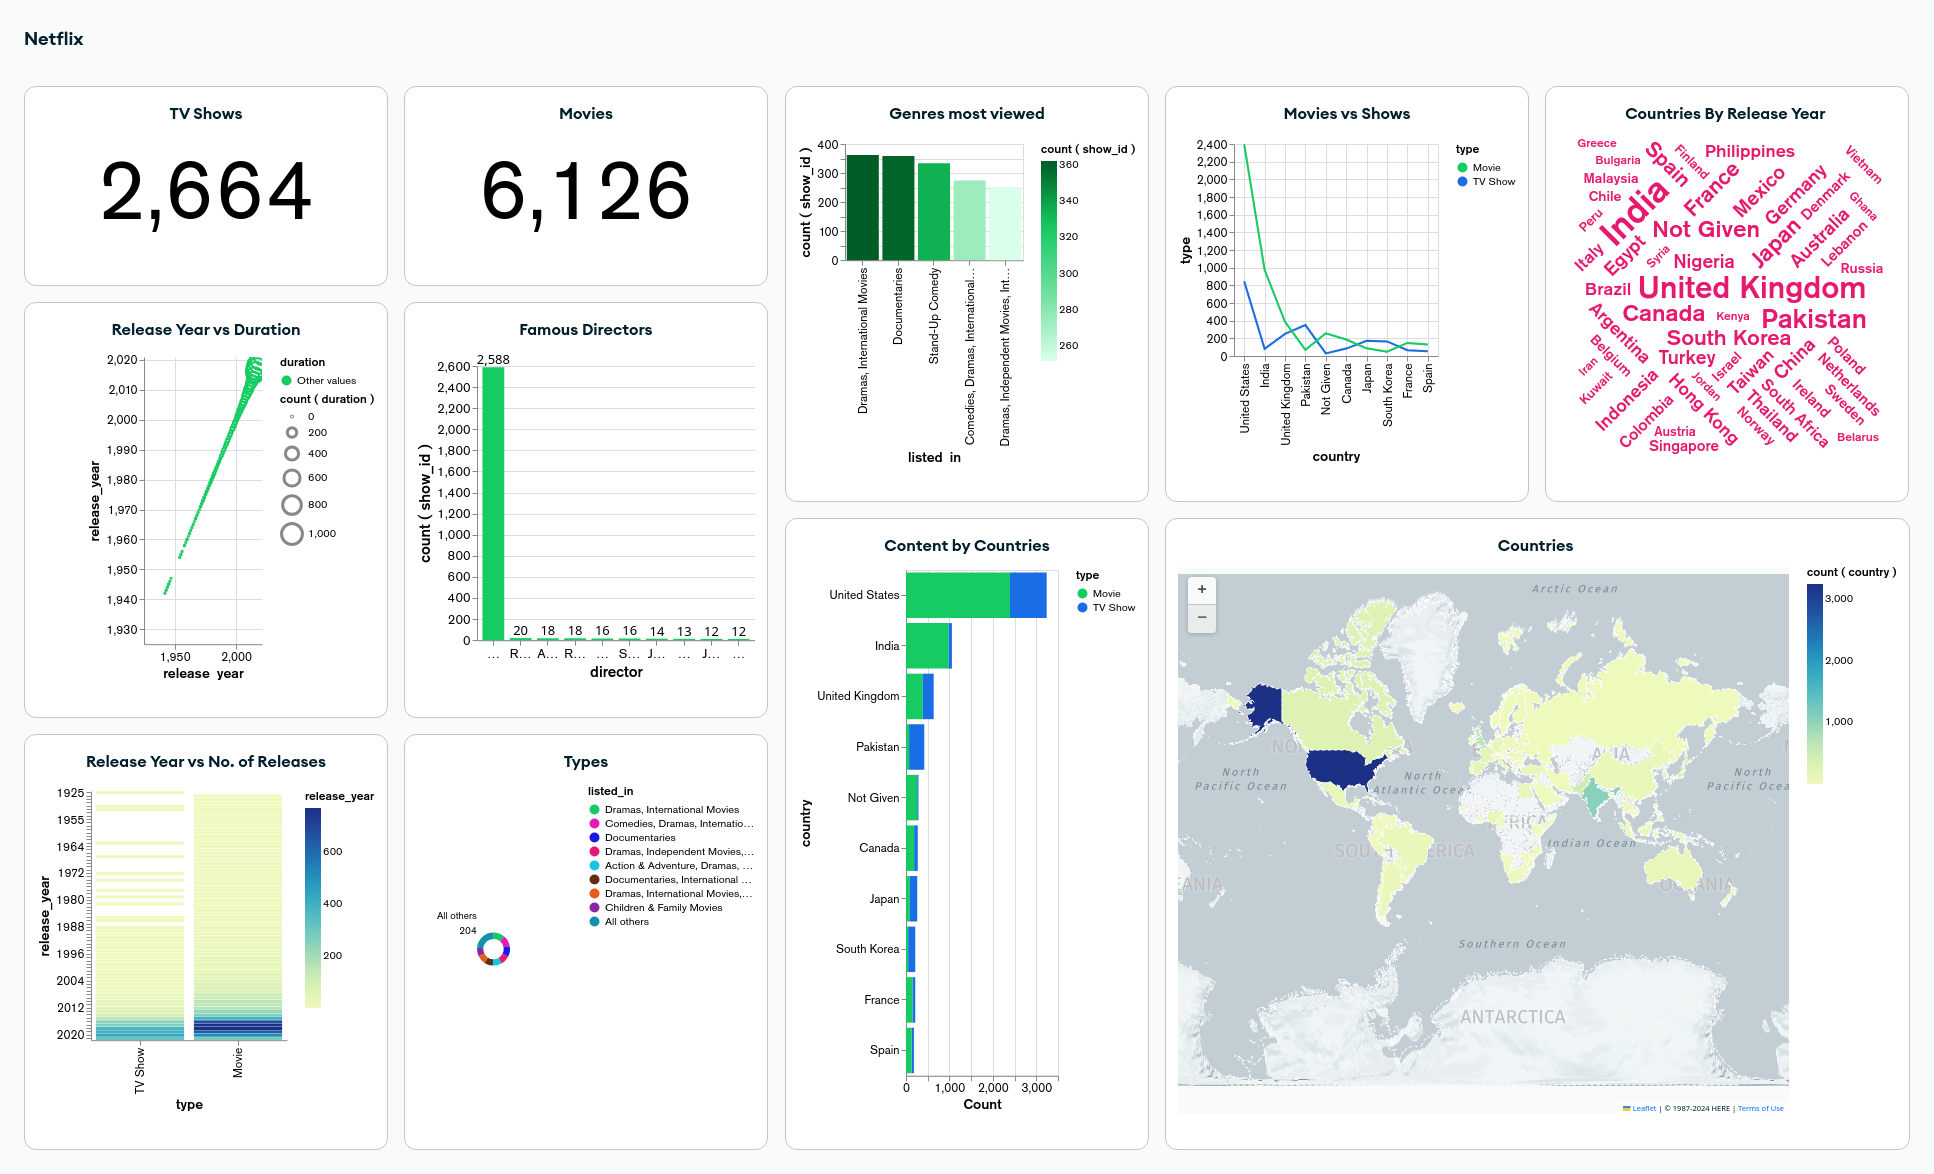 Netflix
TV Shows
2,664
Movies
6,126
Genres most viewed
count ( show_id )
400
300
200
100
0
Dramas, International Movies
Documentaries
Stand-Up Comedy
Comedies, Dramas, International…
Dramas, Independent Movies, Int…
listed_in
count ( show_id )
360
340
320
300
280
260
Movies vs Shows
type
2,400
2,200
2,000
1,800
1,600
1,400
1,200
1,000
800
600
400
200
0
United States
India
United Kingdom
Pakistan
Not Given
Canada
Japan
South Korea
France
Spain
country
type
Movie
TV Show
Countries By Release Year
Greece
Bulgaria
Malaysia
Chile
Peru
Italy
Spain
Finland
Philippines
Vietnam
India
France
Mexico
Germany
Denmark
Ghana
Not Given
Egypt
Syria
Nigeria
Japan
Australia
Lebanon
Russia
Brazil
United Kingdom
Canada
Kenya
Pakistan
Argentina
South Korea
Belgium
Turkey
Israel
Taiwan
China
Poland
Netherlands
Iran
Kuwait
Indonesia
Jordan
Hong Kong
South Africa
Ireland
Sweden
Colombia
Thailand
Norway
Austria
Singapore
Belarus
Release Year vs Duration
release_year
2,020
2,010
2,000
1,990
1,980
1,970
1,960
1,950
1,940
1,930
1,950
2,000
release_year
duration
Other values
count ( duration )
0
200
400
600
800
1,000
Famous Directors
count ( show_id )
2,600
2,400
2,200
2,000
1,800
1,600
1,400
1,200
1,000
800
600
400
200
0
2,588
20
18
18
16
16
14
13
12
12
…
R…
A…
R…
…
S…
J…
…
J…
…
director
Content by Countries
country
United States
India
United Kingdom
Pakistan
Not Given
Canada
Japan
South Korea
France
Spain
0
1,000
2,000
3,000
Count
type
Movie
TV Show
Countries
+
−
Arctic Ocean
North
Pacific Ocean
North
Atlantic Ocean
North
Pacific Ocea
Indian Ocean
Southern Ocean
ANTARCTICA
Leaflet | © 1987-2024 HERE | Terms of Use
count ( country )
3,000
2,000
1,000
Release Year vs No. of Releases
release_year
1925
1955
1964
1972
1980
1988
1996
2004
2012
2020
TV Show
Movie
type
release_year
600
400
200
Types
All others
204
listed_in
Dramas, International Movies
Comedies, Dramas, Internatio…
Documentaries
Dramas, Independent Movies,…
Action & Adventure, Dramas, …
Documentaries, International …
Dramas, International Movies,…
Children & Family Movies
All others